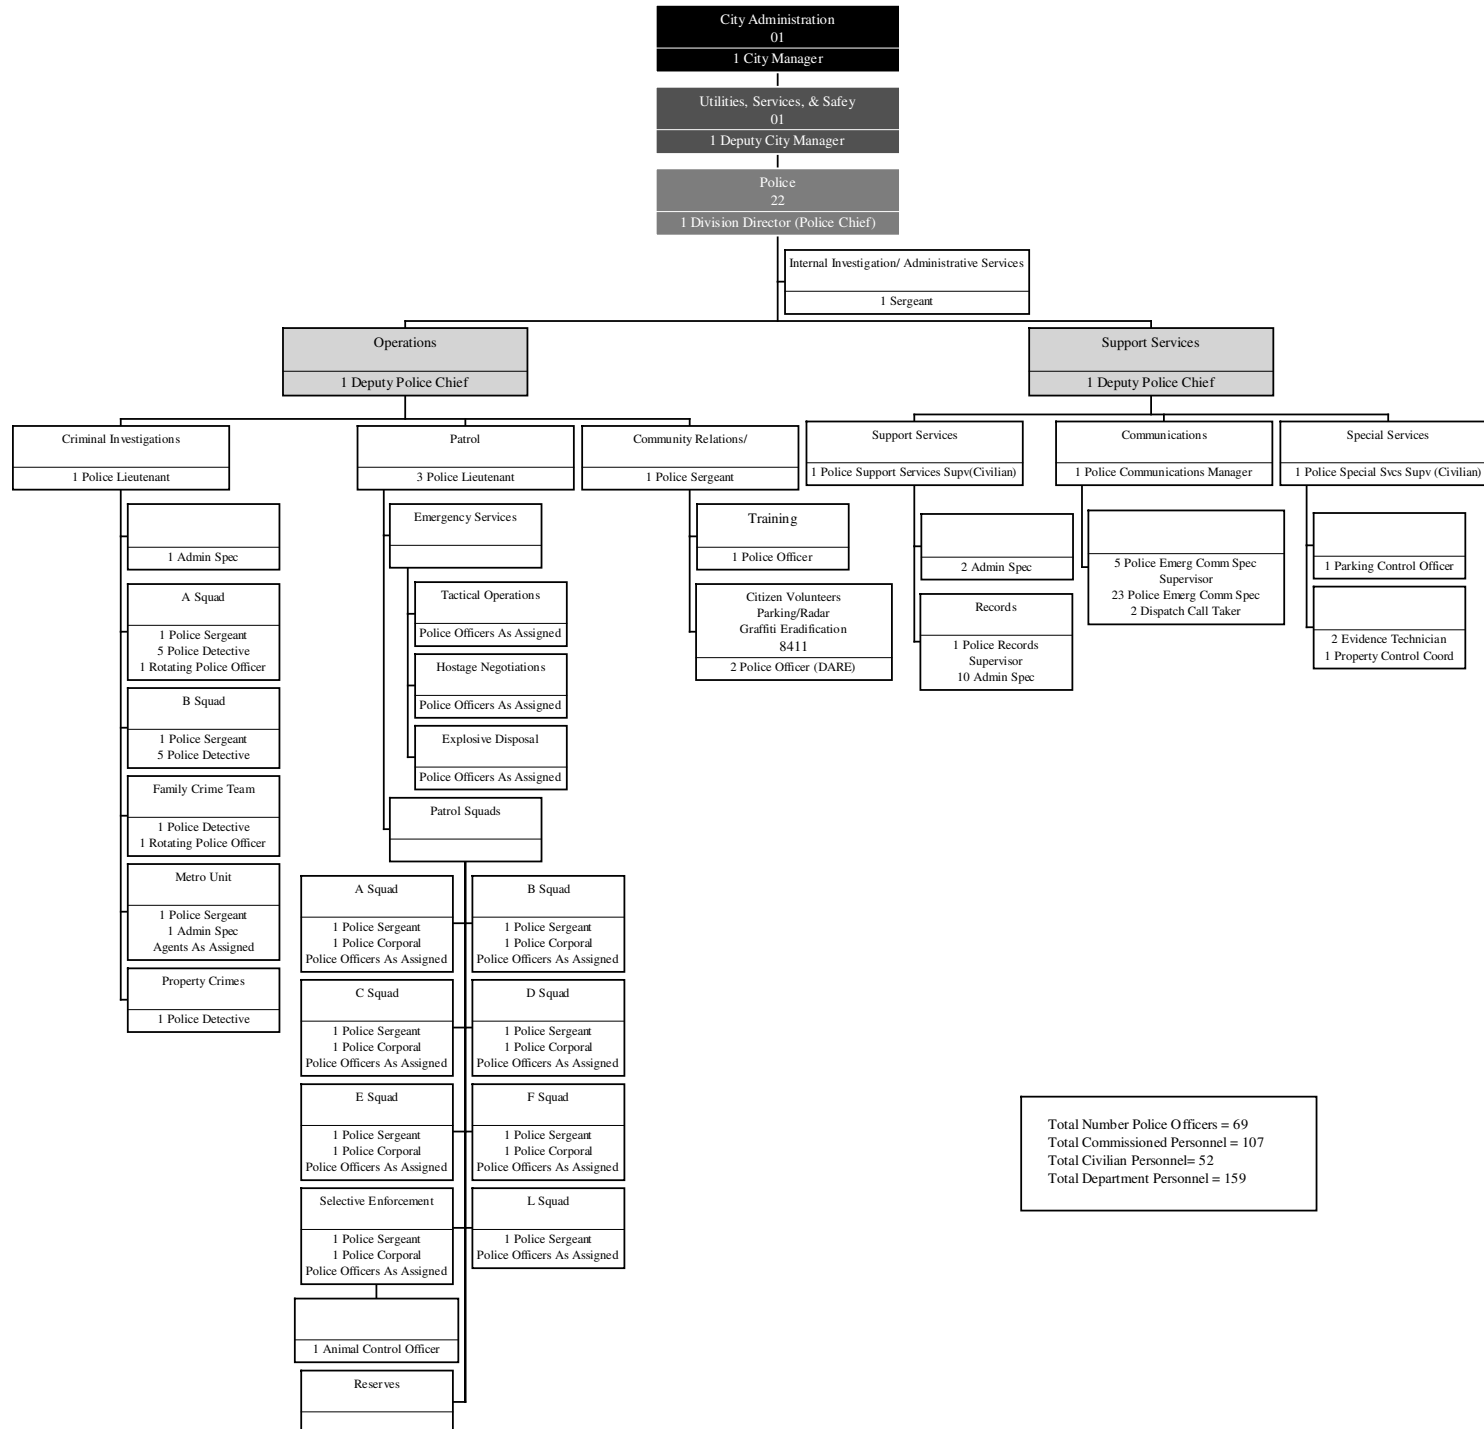 City Administration
01
1 City Manager
Utilities, Services, & Safey
01
1 Deputy City Manager
Police
22
1 Division Director (Police Chief)
Internal Investigation/ Administrative Services
1 Sergeant
Operations
1 Deputy Police Chief
Support Services
1 Deputy Police Chief
Criminal Investigations
1 Police Lieutenant
Patrol
3 Police Lieutenant
Community Relations/
1 Police Sergeant
Support Services
1 Police Support Services Supv(Civilian)
Communications
1 Police Communications Manager
Special Services
1 Police Special Svcs Supv (Civilian)
1 Admin Spec
A Squad
1 Police Sergeant
5 Police Detective
1 Rotating Police Officer
B Squad
1 Police Sergeant
5 Police Detective
Family Crime Team
1 Police Detective
1 Rotating Police Officer
Metro Unit
1 Police Sergeant
1 Admin Spec
Agents As Assigned
Property Crimes
1 Police Detective
Emergency Services
Tactical Operations
Police Officers As Assigned
Hostage Negotiations
Police Officers As Assigned
Explosive Disposal
Police Officers As Assigned
Patrol Squads
A Squad
1 Police Sergeant
1 Police Corporal
Police Officers As Assigned
B Squad
1 Police Sergeant
1 Police Corporal
Police Officers As Assigned
C Squad
1 Police Sergeant
1 Police Corporal
Police Officers As Assigned
D Squad
1 Police Sergeant
1 Police Corporal
Police Officers As Assigned
E Squad
1 Police Sergeant
1 Police Corporal
Police Officers As Assigned
F Squad
1 Police Sergeant
1 Police Corporal
Police Officers As Assigned
Selective Enforcement
1 Police Sergeant
1 Police Corporal
Police Officers As Assigned
L Squad
1 Police Sergeant
Police Officers As Assigned
1 Animal Control Officer
Reserves
Training
1 Police Officer
Citizen Volunteers
Parking/Radar
Graffiti Eradification
8411
2 Police Officer (DARE)
2 Admin Spec
Records
1 Police Records
Supervisor
10 Admin Spec
5 Police Emerg Comm Spec
Supervisor
23 Police Emerg Comm Spec
2 Dispatch Call Taker
1 Parking Control Officer
2 Evidence Technician
1 Property Control Coord
Total Number Police Officers = 69
Total Commissioned Personnel = 107
Total Civilian Personnel= 52
Total Department Personnel = 159